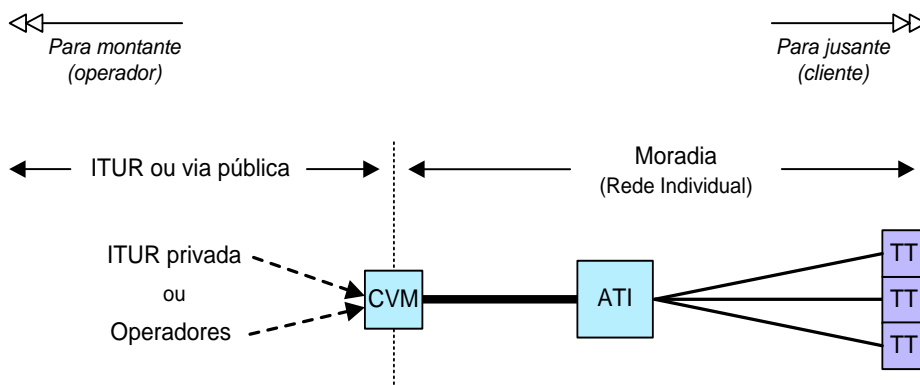 Para montante
(operador)
Para jusante
(cliente)
ITUR ou via pública
Moradia
(Rede Individual)
ITUR privada
ou
Operadores
CVM
ATI
TT
TT
TT